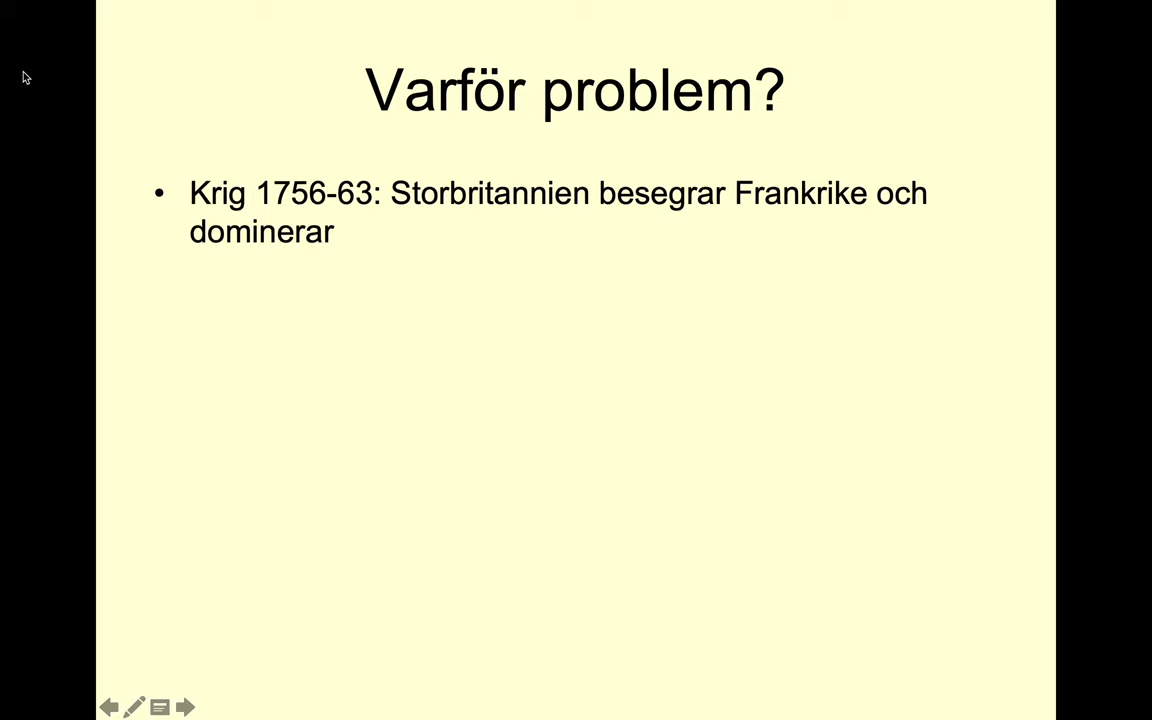 Varför problem?
• Krig 1756-63: Storbritannien besegrar Frankrike och
dominerar